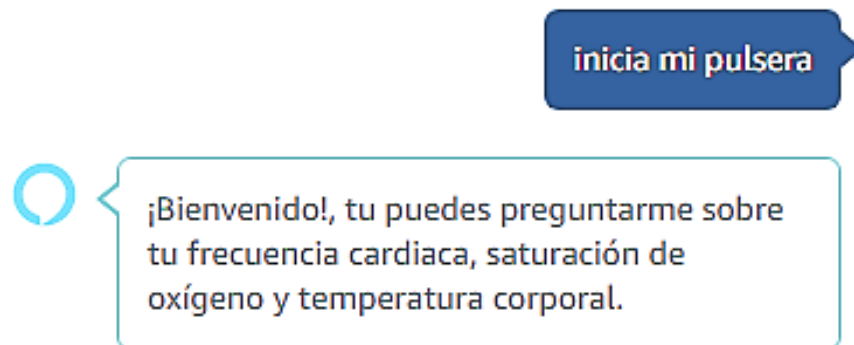 inicia mi pulsera
¡Bienvenido!, tu puedes preguntarme sobre
tu frecuencia cardiaca, saturación de
oxígeno y temperatura corporal.